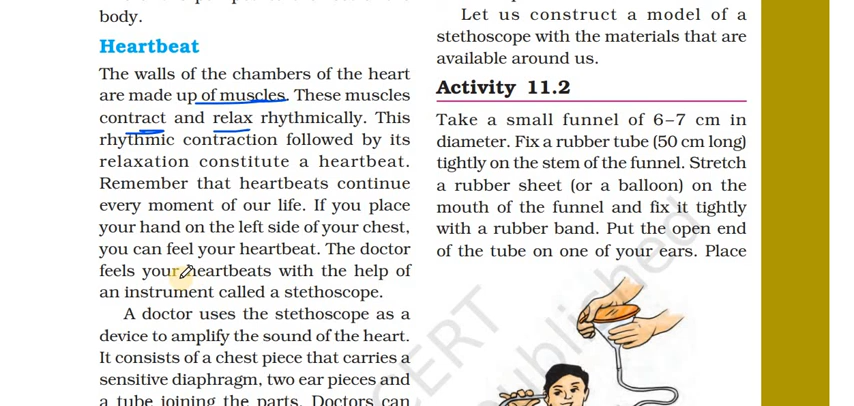 body.
Heartbeat
The walls of the chambers of the heart
are made up of muscles. These muscles
contract and relax rhythmically. This
rhythmic contraction followed by its
relaxation constitute a heartbeat.
Remember that heartbeats continue
every moment of our life. If you place
your hand on the left side of your chest,
you can feel your heartbeat. The doctor
feels your heartbeats with the help of
an instrument called a stethoscope.
A doctor uses the stethoscope as a
device to amplify the sound of the heart.
It consists of a chest piece that carries a
sensitive diaphragm, two ear pieces and
a tube joining the parts. Doctors can
Let us construct a model of a
stethoscope with the materials that are
available around us.
Activity 11.2
Take a small funnel of 6–7 cm in
diameter. Fix a rubber tube (50 cm long)
tightly on the stem of the funnel. Stretch
a rubber sheet (or a balloon) on the
mouth of the funnel and fix it tightly
with a rubber band. Put the open end
of the tube on one of your ears. Place